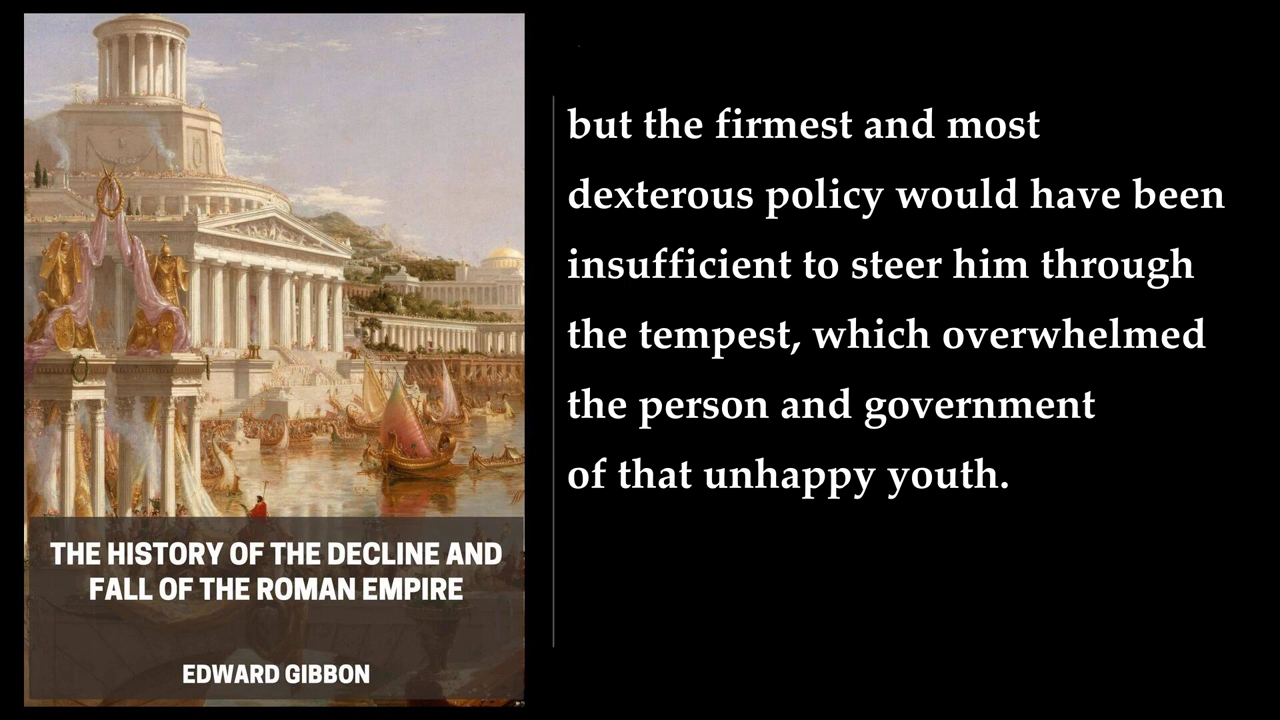 THE HISTORY OF THE DECLINE AND
FALL OF THE ROMAN EMPIRE
EDWARD GIBBON
but the firmest and most
dexterous policy would have been
insufficient to steer him through
the tempest, which overwhelmed
the person and government
of that unhappy youth.